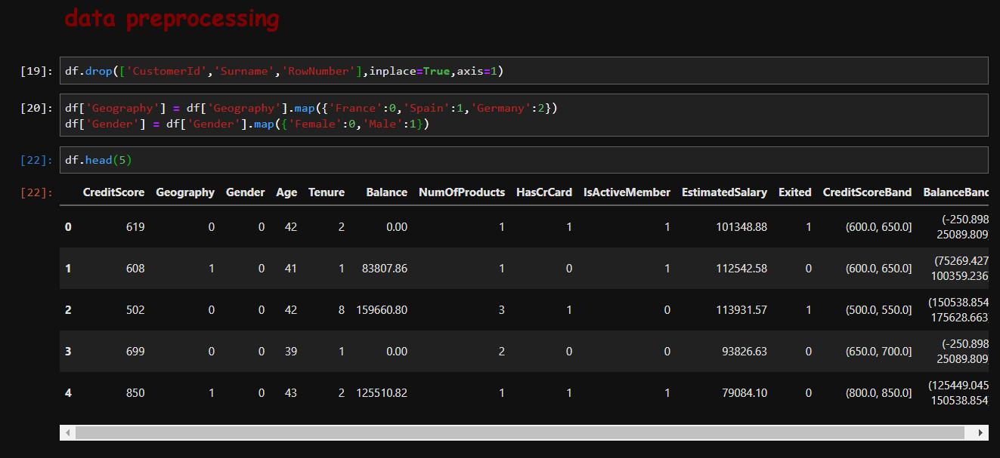 data preprocessing
[19]: df.drop(['CustomerId','Surname','RowNumber'],inplace=True,axis=1)
[20]: df['Geography'] = df['Geography'].map({'France':0,'Spain':1,'Germany':2})
df['Gender'] = df['Gender'].map({'Female':0,'Male':1})
[22]: df.head(5)
[22]: CreditScore Geography Gender Age Tenure Balance NumOfProducts HasCrCard IsActiveMember EstimatedSalary Exited CreditScoreBand BalanceBand
0 619 0 0 42 2 0.00 1 1 1 101348.88 1 (600.0, 650.0] (-250.898
25089.809]
1 608 1 0 41 1 83807.86 1 0 1 112542.58 0 (600.0, 650.0] (75269.427
100359.236
2 502 0 0 42 8 159660.80 3 1 0 113931.57 1 (500.0, 550.0] (150538.854
175628.663]
3 699 0 0 39 1 0.00 2 0 0 93826.63 0 (650.0, 700.0] (-250.898
25089.809]
4 850 1 0 43 2 125510.82 1 1 1 79084.10 0 (800.0, 850.0] (125449.045
150538.854]